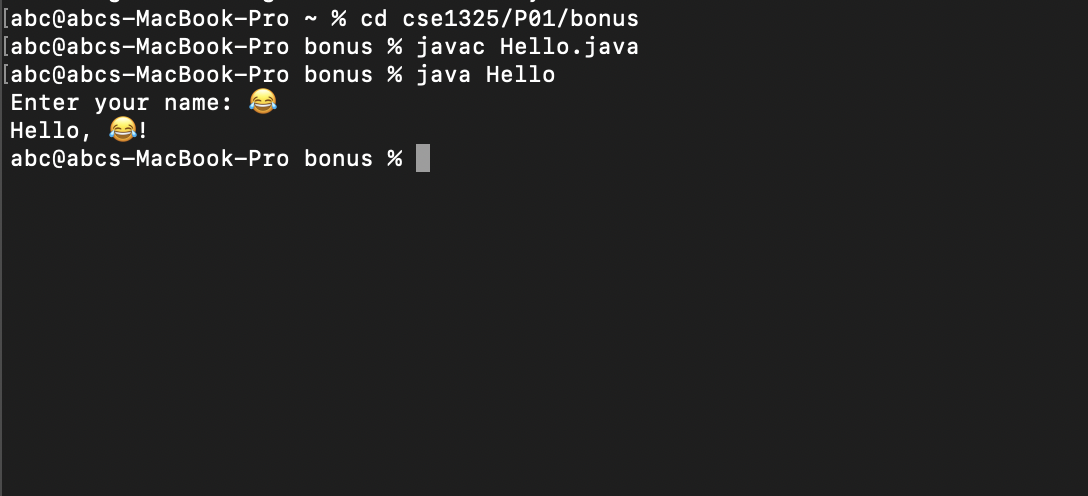 [abc@abcs-MacBook-Pro ~ % cd cse1325/P01/bonus
[abc@abcs-MacBook-Pro bonus % javac Hello.java
[abc@abcs-MacBook-Pro bonus % java Hello
Enter your name: 😂
Hello, 😂!
abc@abcs-MacBook-Pro bonus %